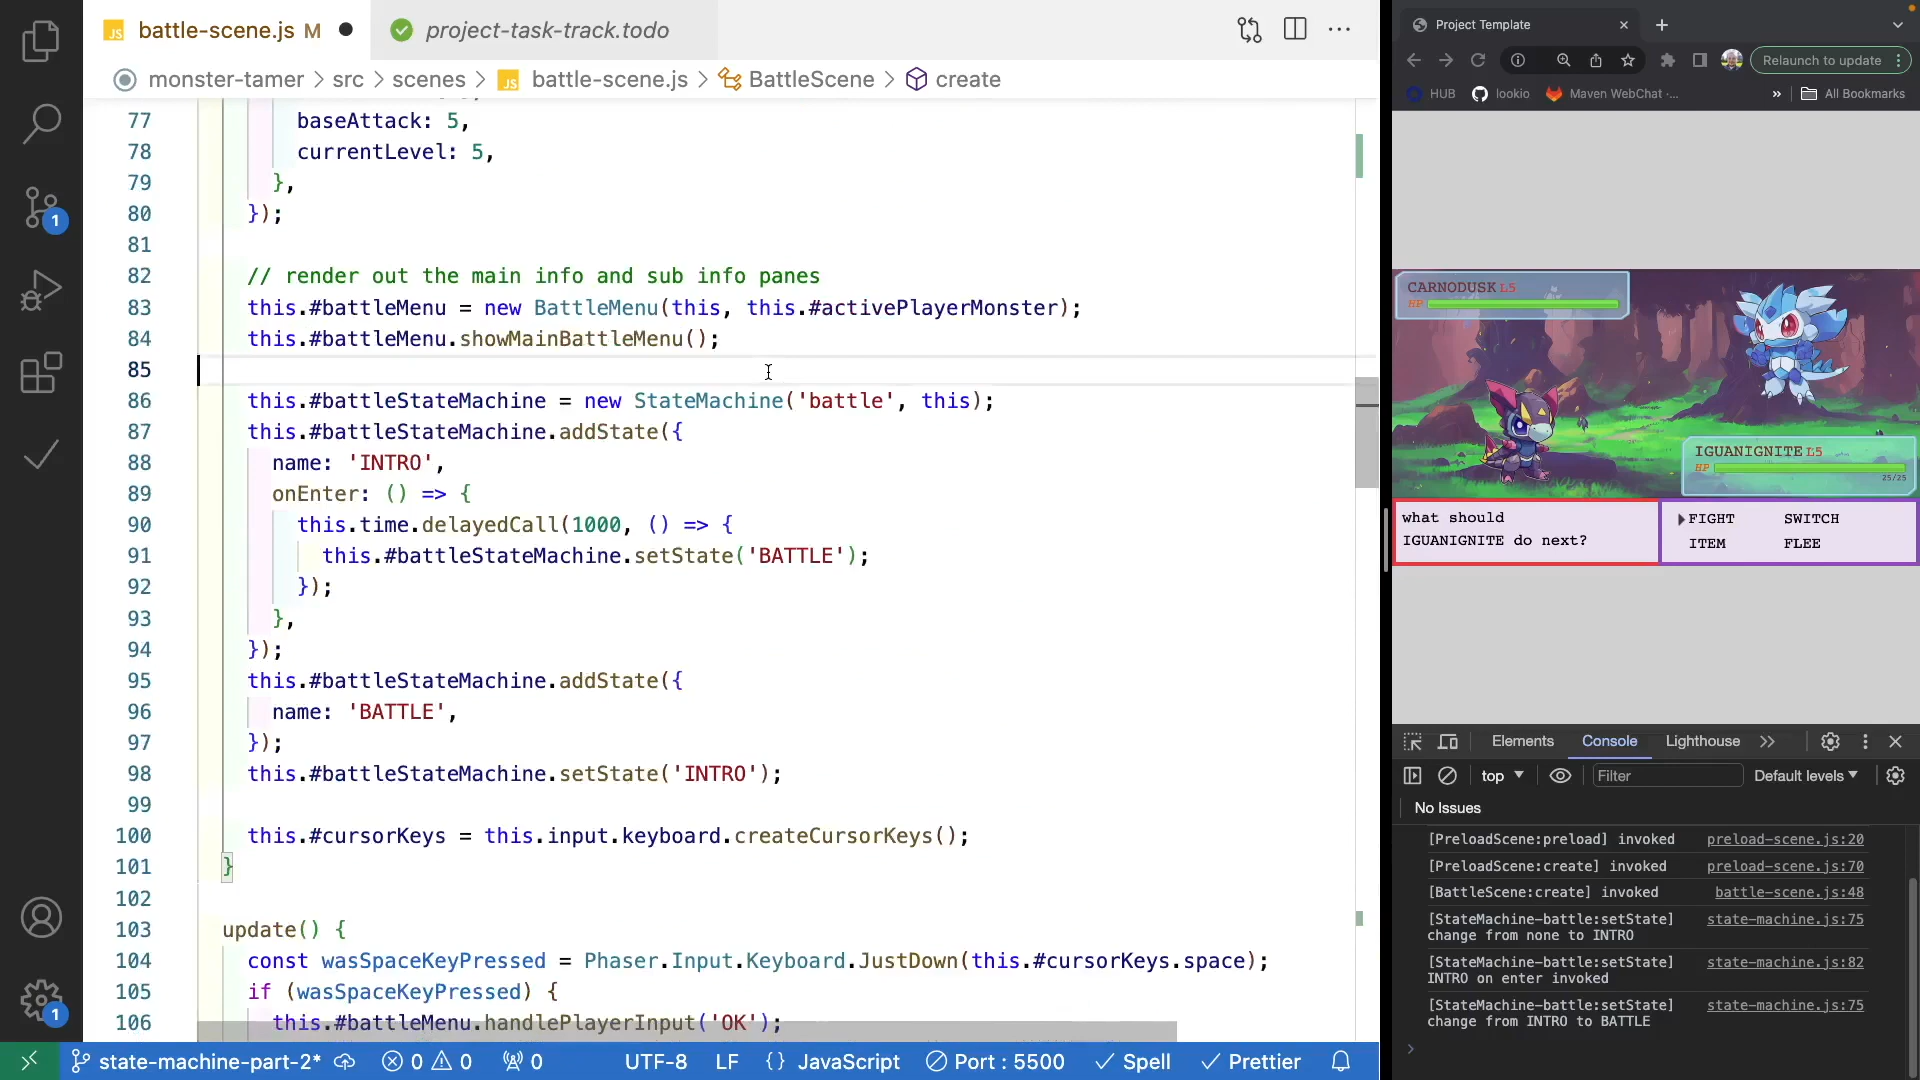 battle-scene.js M
project-task-track.todo
monster-tamer > src > scenes > battle-scene.js > BattleScene > create
77 baseAttack: 5,
78 currentLevel: 5,
79 },
80 });
81
82 // render out the main info and sub info panes
83 this.#battleMenu = new BattleMenu(this, this.#activePlayerMonster);
84 this.#battleMenu.showMainBattleMenu();
85
86 this.#battleStateMachine = new StateMachine('battle', this);
87 this.#battleStateMachine.addState({
88 name: 'INTRO',
89 onEnter: () => {
90 this.time.delayedCall(1000, () => {
91 this.#battleStateMachine.setState('BATTLE');
92 });
93 },
94 });
95 this.#battleStateMachine.addState({
96 name: 'BATTLE',
97 });
98 this.#battleStateMachine.setState('INTRO');
99
100 this.#cursorKeys = this.input.keyboard.createCursorKeys();
101 }
102
103 update() {
104 const wasSpaceKeyPressed = Phaser.Input.Keyboard.JustDown(this.#cursorKeys.space);
105 if (wasSpaceKeyPressed) {
106 this.#battleMenu.handlePlayerInput('OK');
1
1
state-machine-part-2* 0 0 0 UTF-8 LF {} JavaScript Port : 5500 Spell Prettier
Project Template
Relaunch to update
HUB lookio Maven WebChat -... » All Bookmarks
CARNODUSK L5
HP
IGUANIGNITE L5
HP
25/25
what should
IGUANIGNITE do next?
FIGHT SWITCH
ITEM FLEE
Elements Console Lighthouse »
top Filter Default levels
No Issues
[PreloadScene:preload] invoked preload-scene.js:20
[PreloadScene:create] invoked preload-scene.js:70
[BattleScene:create] invoked battle-scene.js:48
[StateMachine-battle:setState] state-machine.js:75
change from none to INTRO
[StateMachine-battle:setState] state-machine.js:82
INTRO on enter invoked
[StateMachine-battle:setState] state-machine.js:75
change from INTRO to BATTLE